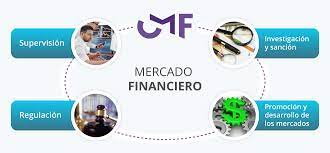 CMF
Supervisión
Investigación
y sanción
MERCADO
FINANCIERO
Regulación
Promoción y
desarrollo de
los mercados